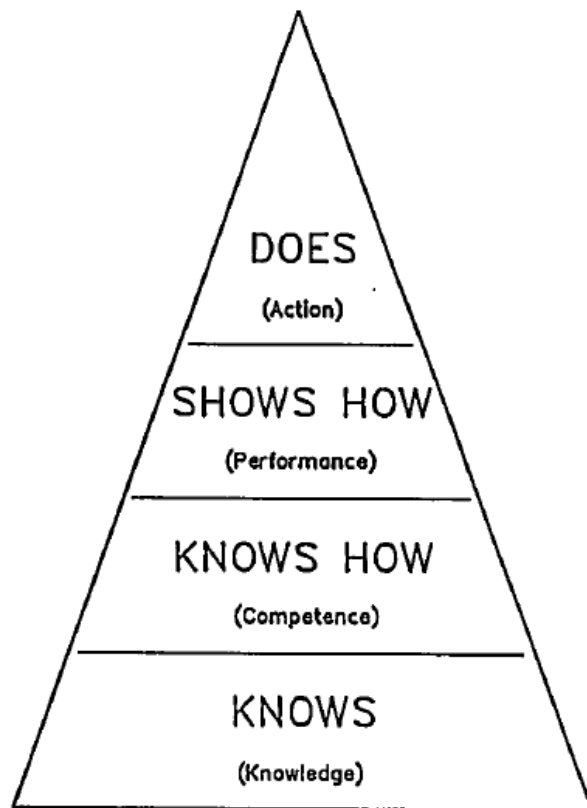 DOES
(Action)
SHOWS HOW
(Performance)
KNOWS HOW
(Competence)
KNOWS
(Knowledge)